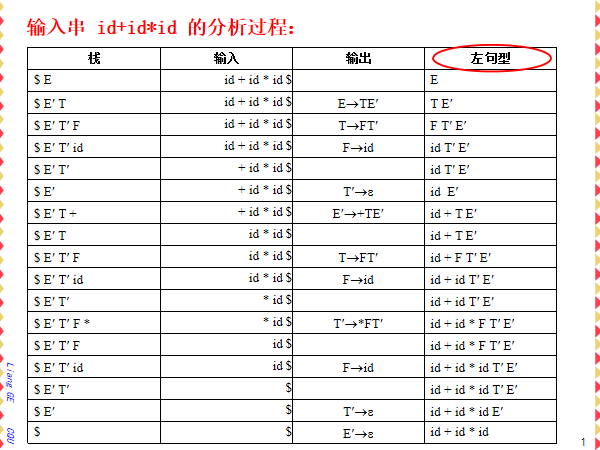 输入串 id+id*id 的分析过程：
栈 输入 输出 左句型
$ E id + id * id $ E
$ E′ T id + id * id $ E→TE′ T E′
$ E′ T′ F id + id * id $ T→FT′ F T′ E′
$ E′ T′ id id + id * id $ F→id id T′ E′
$ E′ T′ + id * id $ id T′ E′
$ E′ + id * id $ T′→ε id E′
$ E′ T + + id * id $ E′→+TE′ id + T E′
$ E′ T id * id $ id + T E′
$ E′ T′ F id * id $ T→FT′ id + F T′ E′
$ E′ T′ id id * id $ F→id id + id T′ E′
$ E′ T′ * id $ id + id T′ E′
$ E′ T′ F * * id $ T′→*FT′ id + id * F T′ E′
$ E′ T′ F id $ id + id * F T′ E′
$ E′ T′ id id $ F→id id + id * id T′ E′
$ E′ T′ $ id + id * id T′ E′
$ E′ $ T′→ε id + id * id E′
$ $ E′→ε id + id * id
Liang GE CQU
1